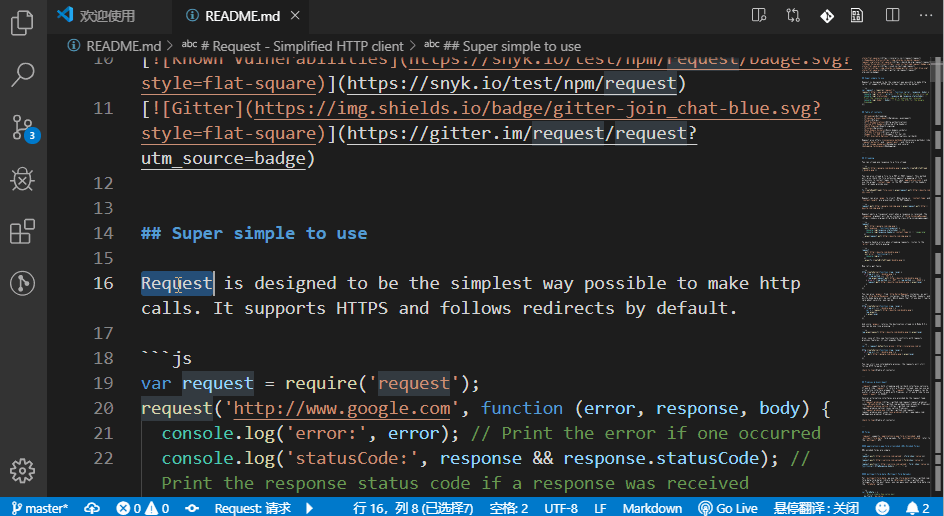 欢迎使用
README.md
README.md > # Request - Simplified HTTP client > ## Super simple to use
10 [![Known Vulnerabilities](https://snyk.io/test/npm/request/badge.svg?
style=flat-square)](https://snyk.io/test/npm/request)
11 [![Gitter](https://img.shields.io/badge/gitter-join_chat-blue.svg?
style=flat-square)](https://gitter.im/request/request?
utm_source=badge)
12
13
14 ## Super simple to use
15
16 Request is designed to be the simplest way possible to make http
calls. It supports HTTPS and follows redirects by default.
17
18 ```js
19 var request = require('request');
20 request('http://www.google.com', function (error, response, body) {
21 console.log('error:', error); // Print the error if one occurred
22 console.log('statusCode:', response && response.statusCode); //
Print the response status code if a response was received
3
master* 0 0 Request: 请求 行 16，列 8 (已选择7) 空格: 2 UTF-8 LF Markdown Go Live 悬停翻译 : 关闭 2